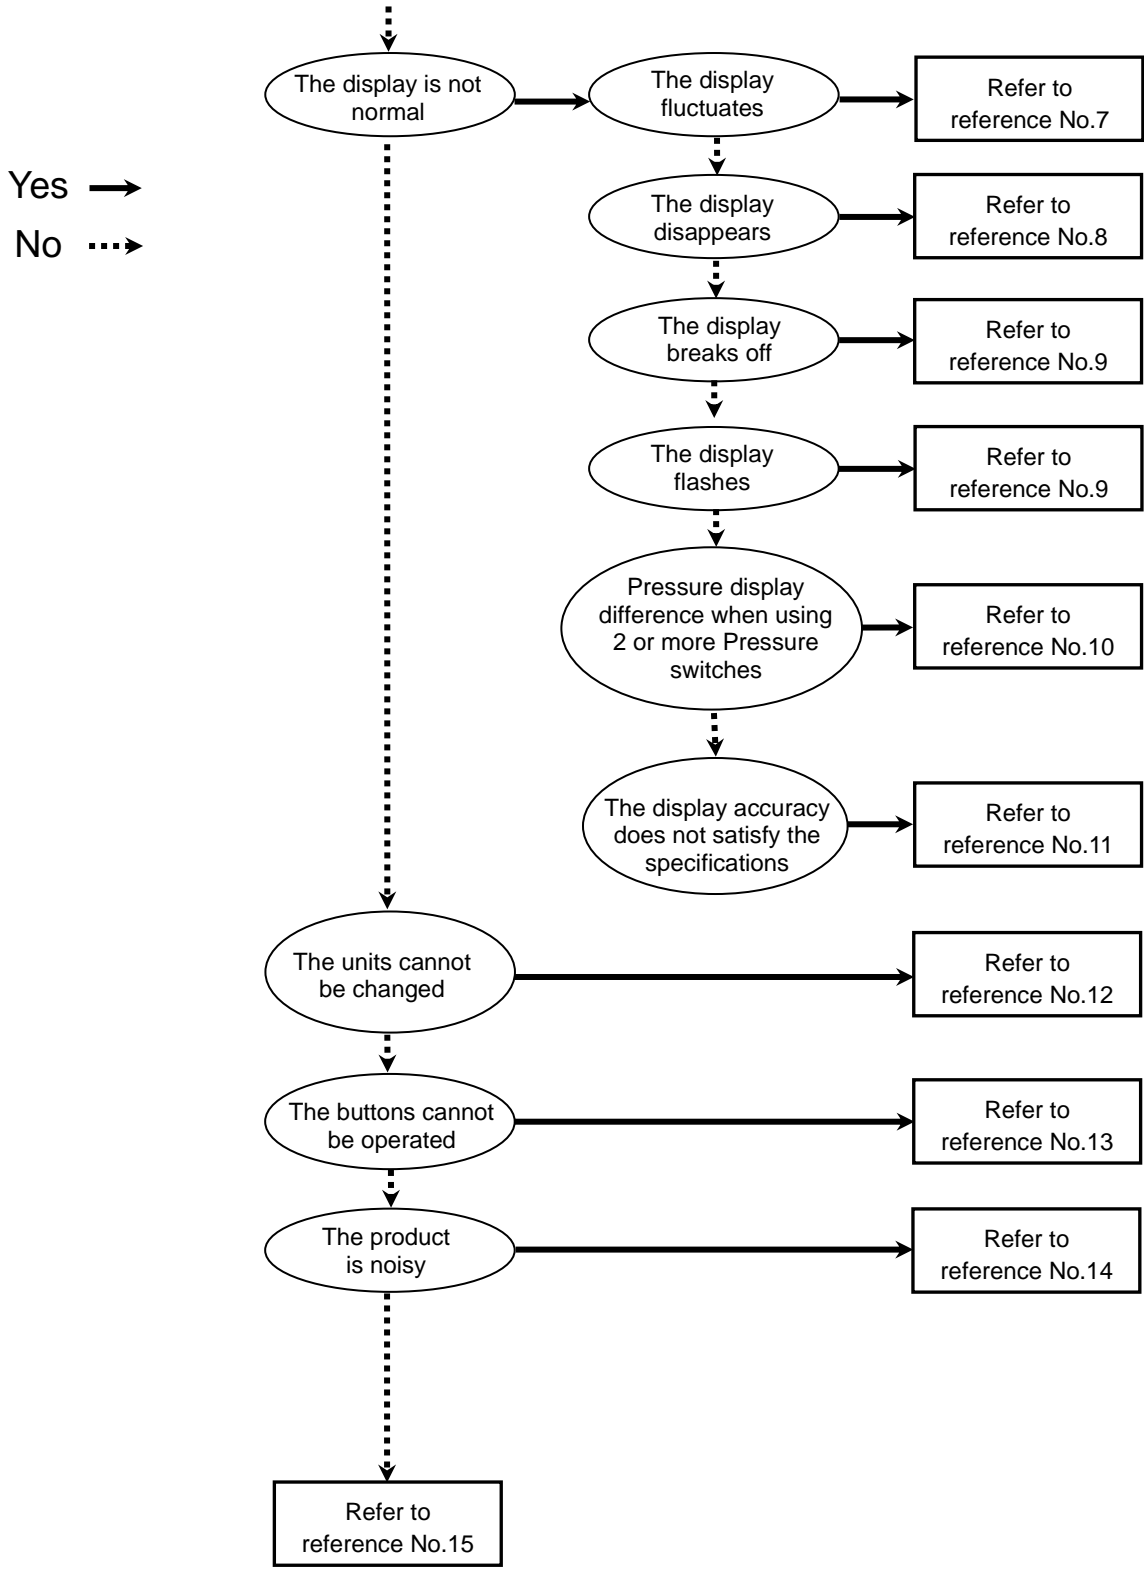 The display is not
normal
The display
fluctuates
Refer to
reference No.7
Yes
No
The display
disappears
Refer to
reference No.8
The display
breaks off
Refer to
reference No.9
The display
flashes
Refer to
reference No.9
Pressure display
difference when using
2 or more Pressure
switches
Refer to
reference No.10
The display accuracy
does not satisfy the
specifications
Refer to
reference No.11
The units cannot
be changed
Refer to
reference No.12
The buttons cannot
be operated
Refer to
reference No.13
The product
is noisy
Refer to
reference No.14
Refer to
reference No.15